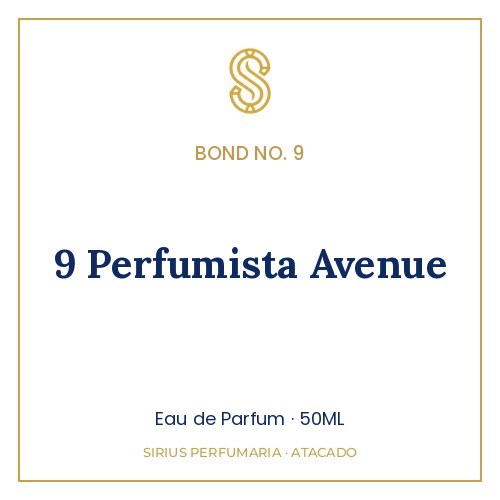 BOND NO. 9
9 Perfumista Avenue
Eau de Parfum · 50ML
SIRIUS PERFUMARIA · ATACADO